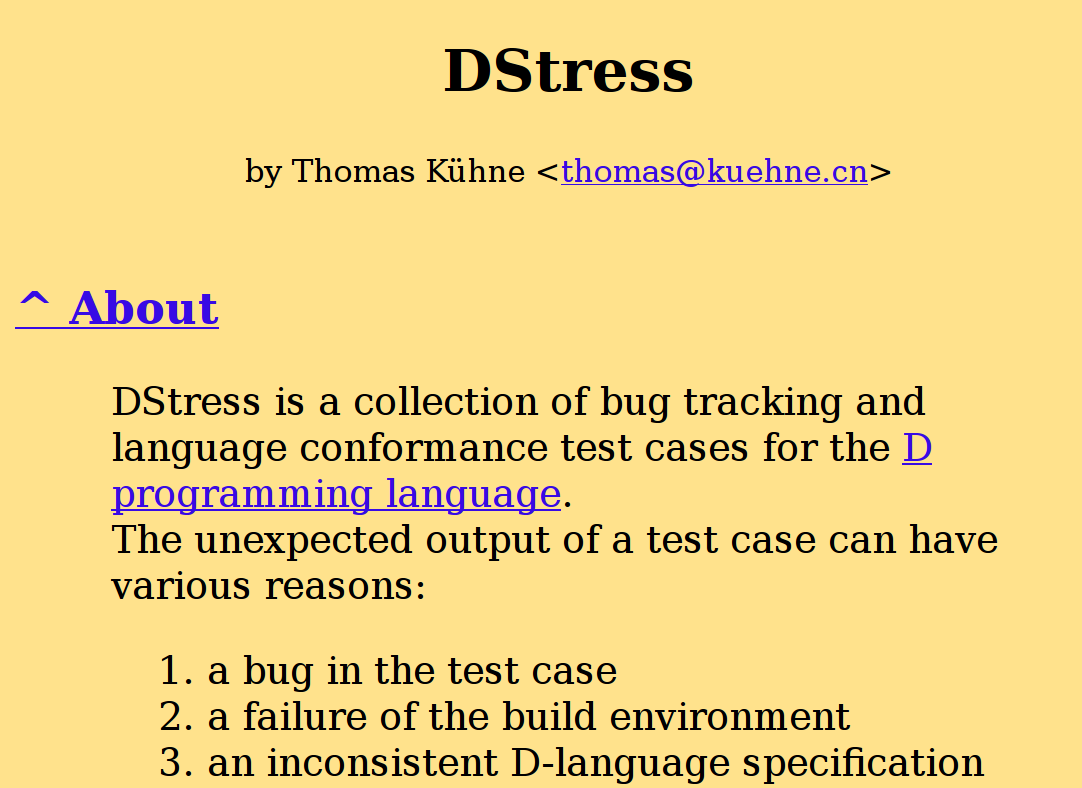 DStress
by Thomas Kühne <thomas@kuehne.cn>
^ About
DStress is a collection of bug tracking and
language conformance test cases for the D
programming language.
The unexpected output of a test case can have
various reasons:
1. a bug in the test case
2. a failure of the build environment
3. an inconsistent D-language specification